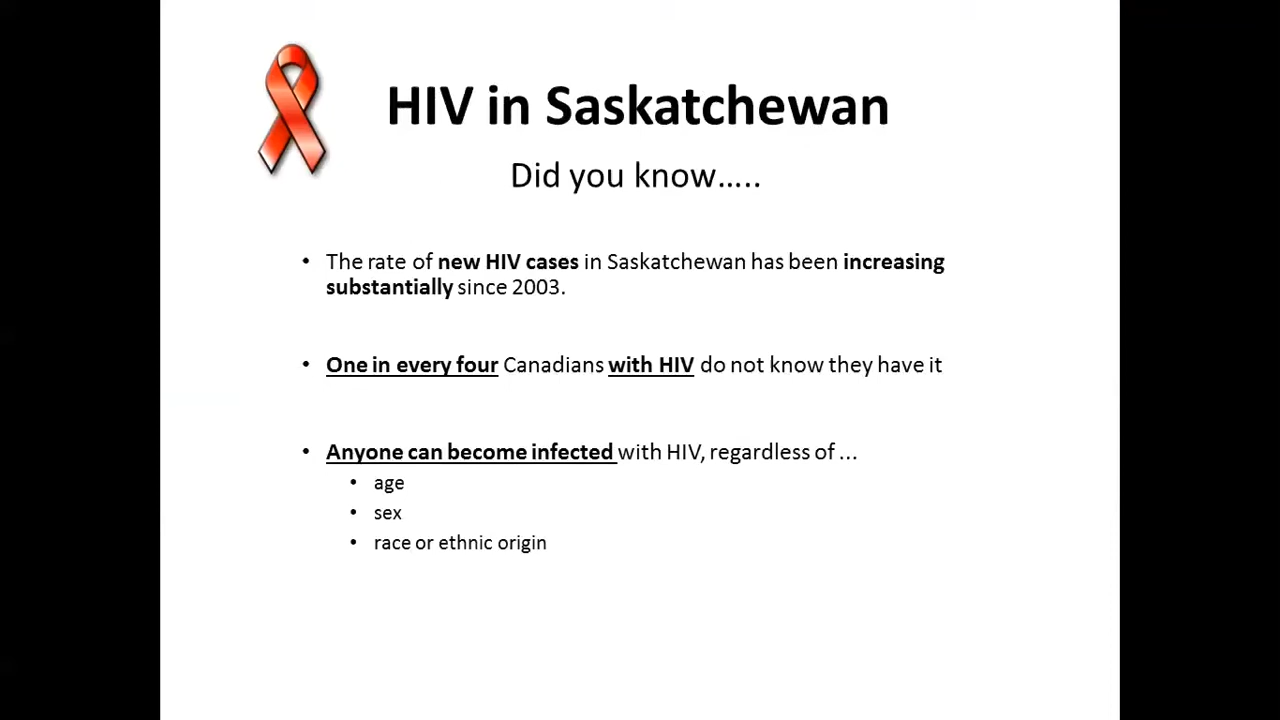 HIV in Saskatchewan
Did you know…..
• The rate of new HIV cases in Saskatchewan has been increasing
substantially since 2003.
• One in every four Canadians with HIV do not know they have it
• Anyone can become infected with HIV, regardless of ...
• age
• sex
• race or ethnic origin